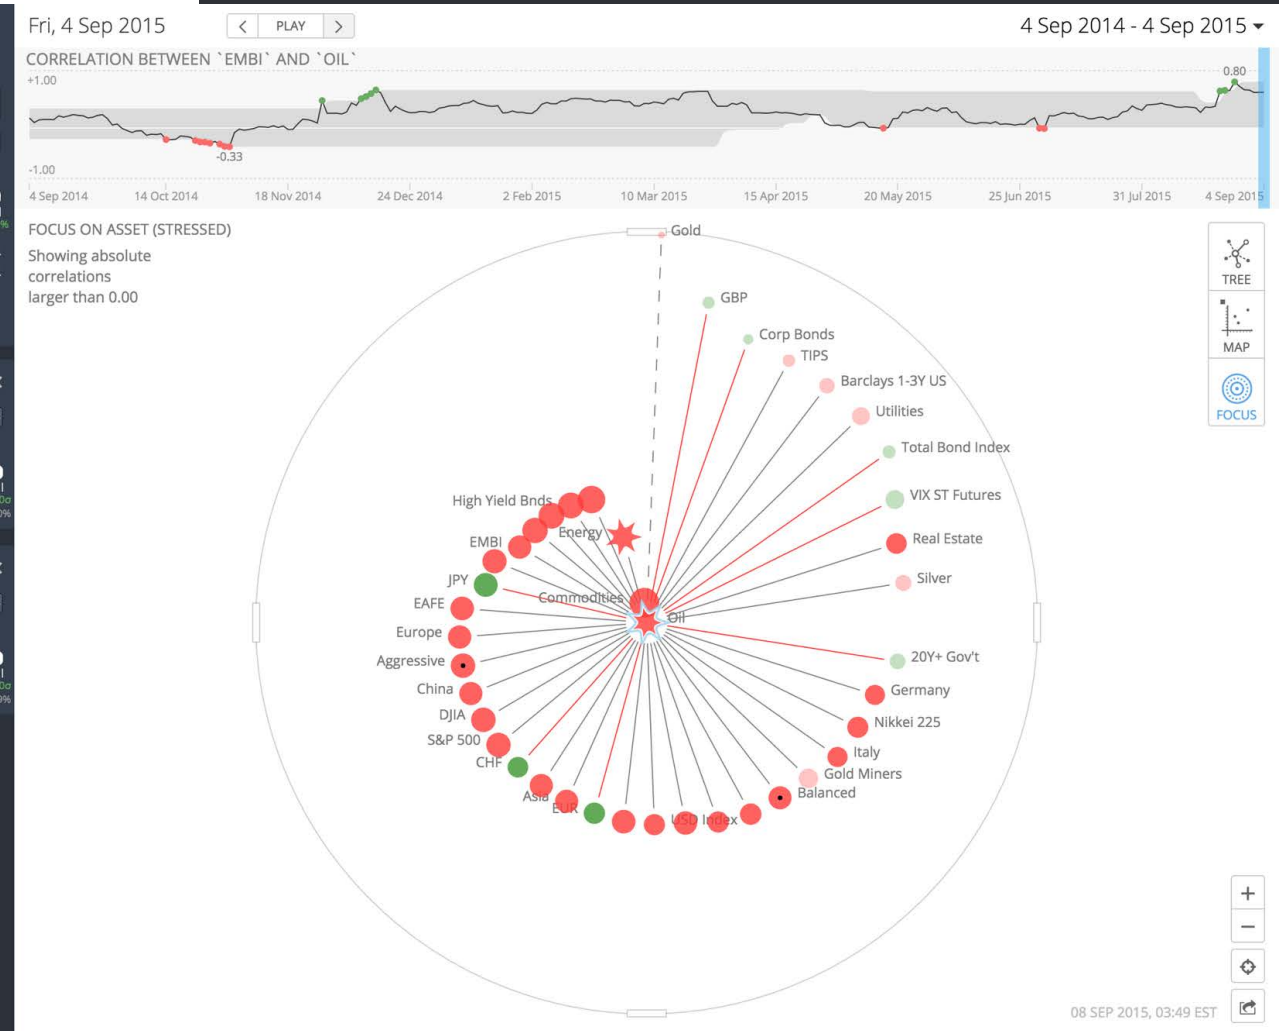 Fri, 4 Sep 2015
PLAY
4 Sep 2014 - 4 Sep 2015
CORRELATION BETWEEN `EMBI` AND `OIL`
+1.00
0.80
-0.33
-1.00
4 Sep 2014
14 Oct 2014
18 Nov 2014
24 Dec 2014
2 Feb 2015
10 Mar 2015
15 Apr 2015
20 May 2015
25 Jun 2015
31 Jul 2015
4 Sep 2015
FOCUS ON ASSET (STRESSED)
Showing absolute
correlations
larger than 0.00
TREE
MAP
FOCUS
Gold
GBP
Corp Bonds
TIPS
Barclays 1-3Y US
Utilities
Total Bond Index
VIX ST Futures
Real Estate
Silver
20Y+ Gov't
Germany
Nikkei 225
Italy
Gold Miners
Balanced
USD Index
EUR
Asia
CHF
S&P 500
DJIA
China
Aggressive
Europe
EAFE
JPY
EMBI
High Yield Bnds
Energy
Commodities
Oil
08 SEP 2015, 03:49 EST